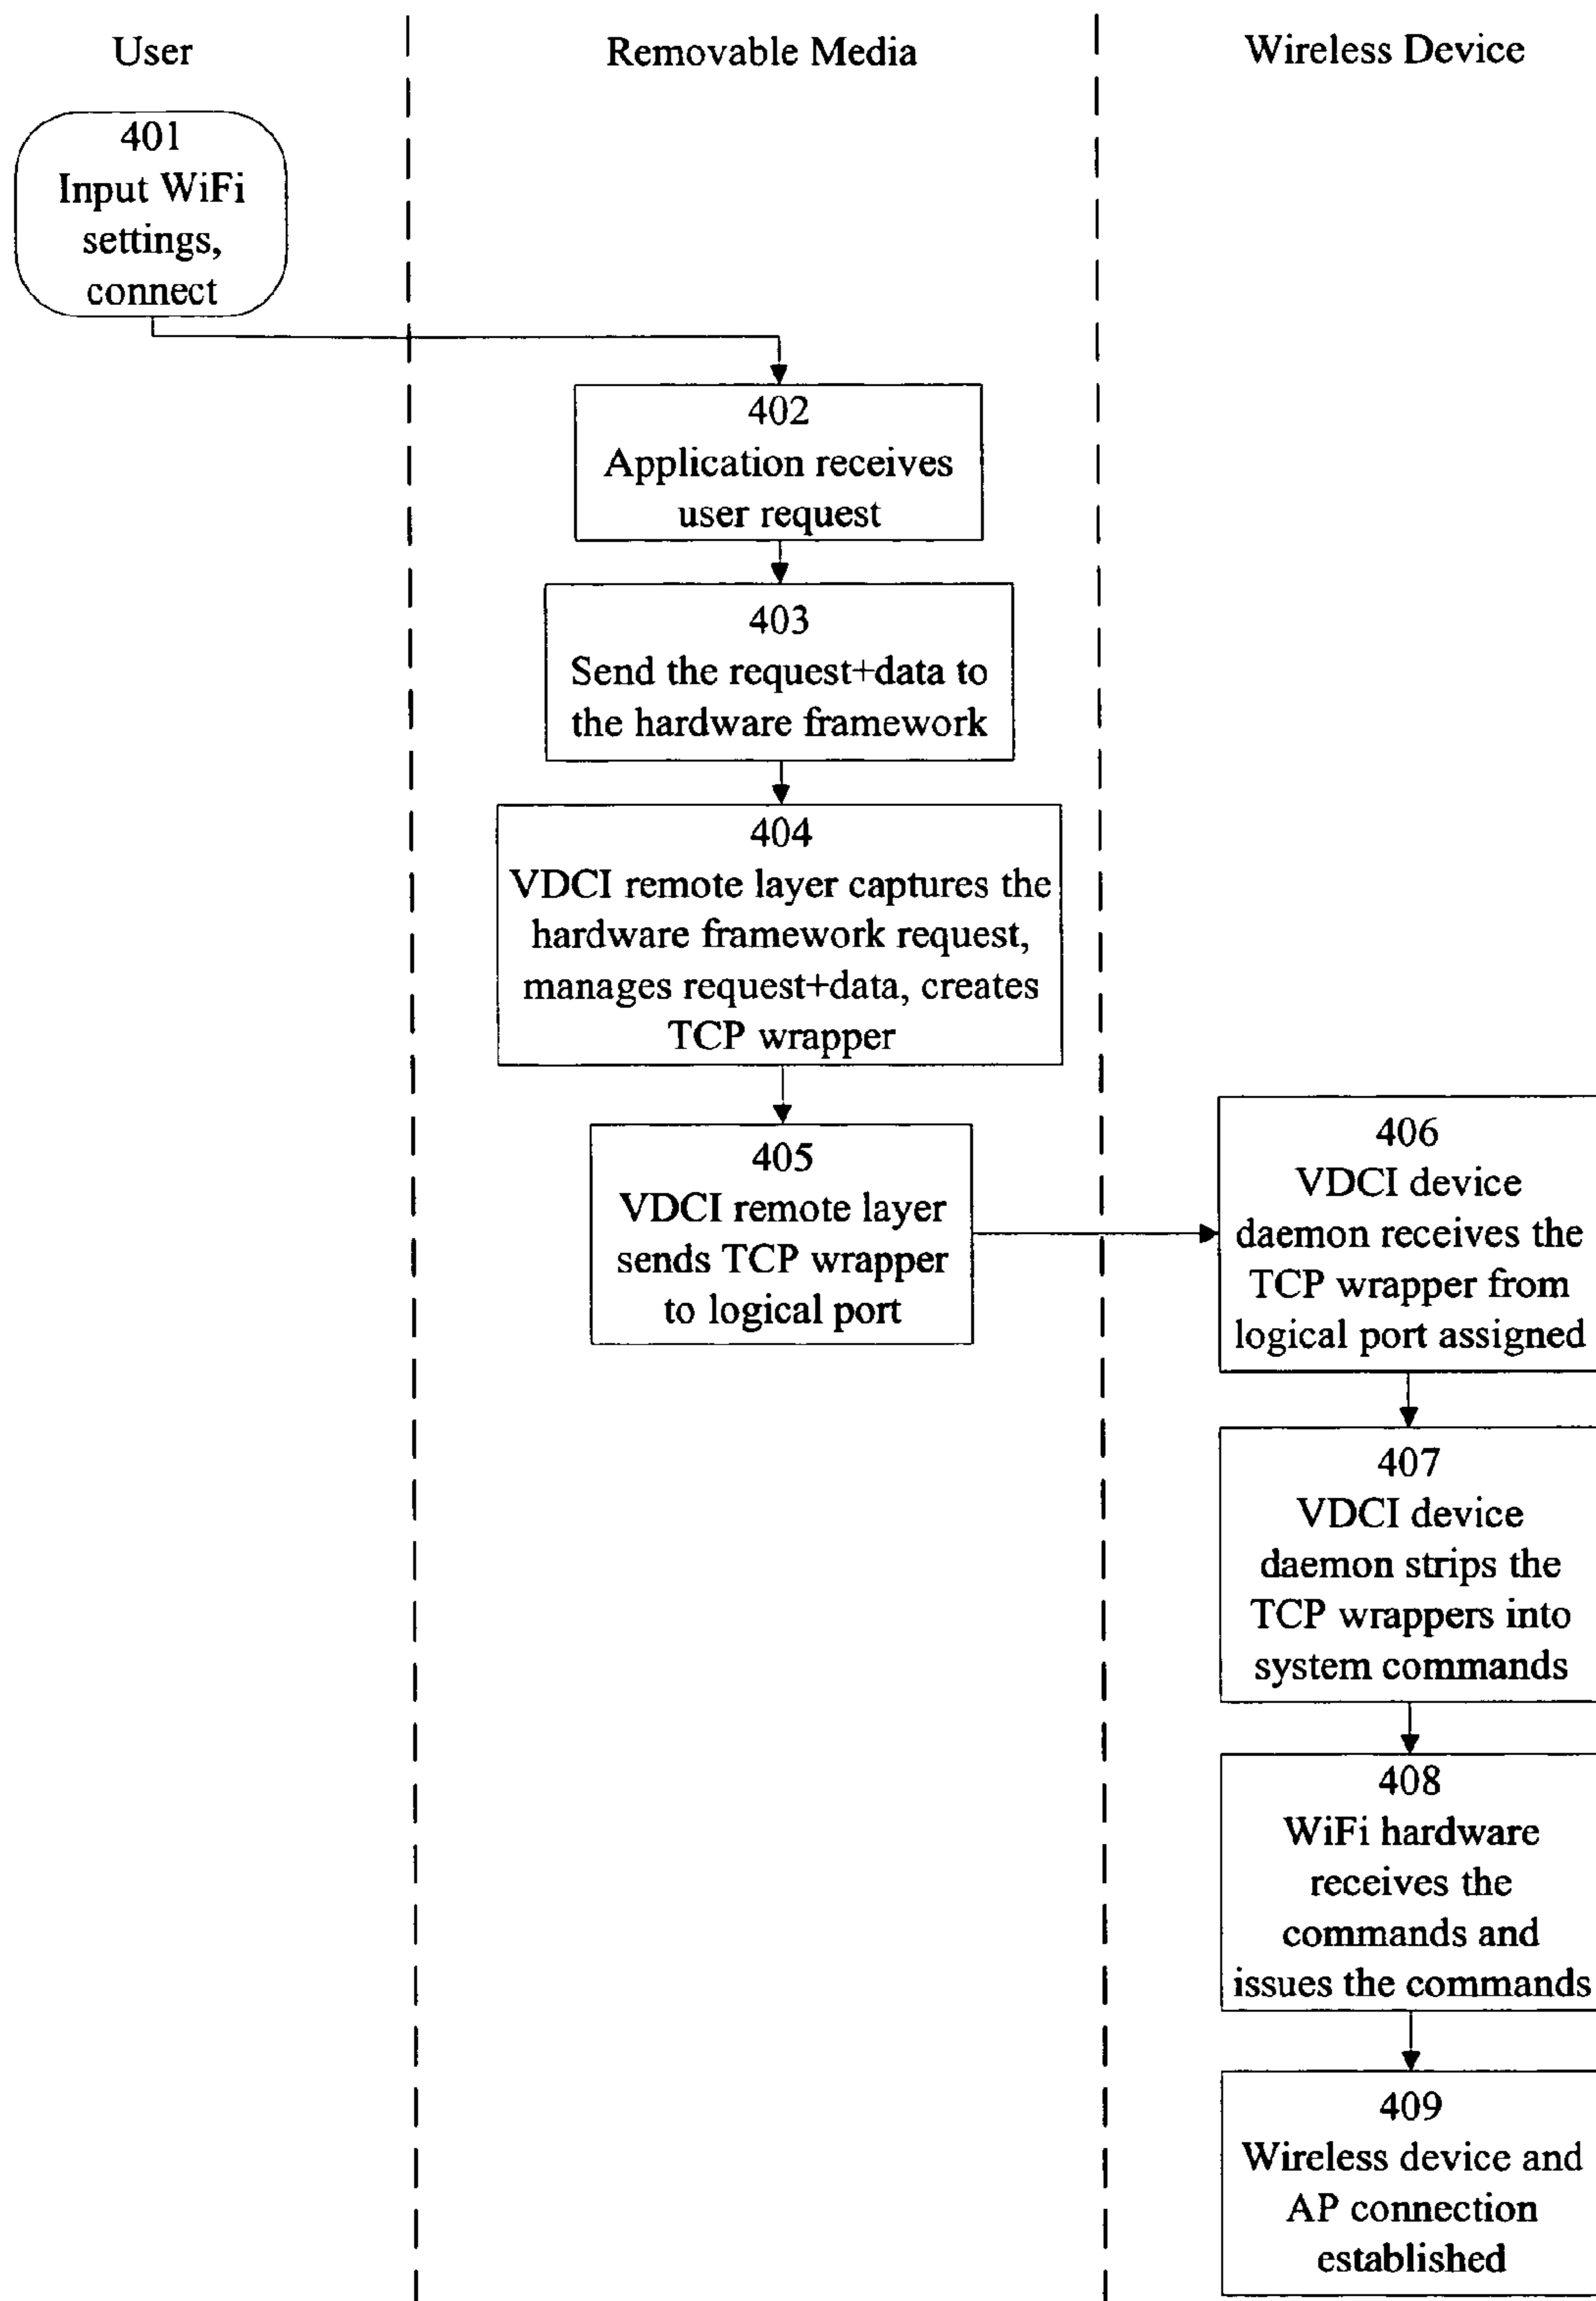 User
Removable Media
Wireless Device
401
Input WiFi
settings,
connect
402
Application receives
user request
403
Send the request+data to
the hardware framework
404
VDCI remote layer captures the
hardware framework request,
manages request+data, creates
TCP wrapper
405
VDCI remote layer
sends TCP wrapper
to logical port
406
VDCI device
daemon receives the
TCP wrapper from
logical port assigned
407
VDCI device
daemon strips the
TCP wrappers into
system commands
408
WiFi hardware
receives the
commands and
issues the commands
409
Wireless device and
AP connection
established